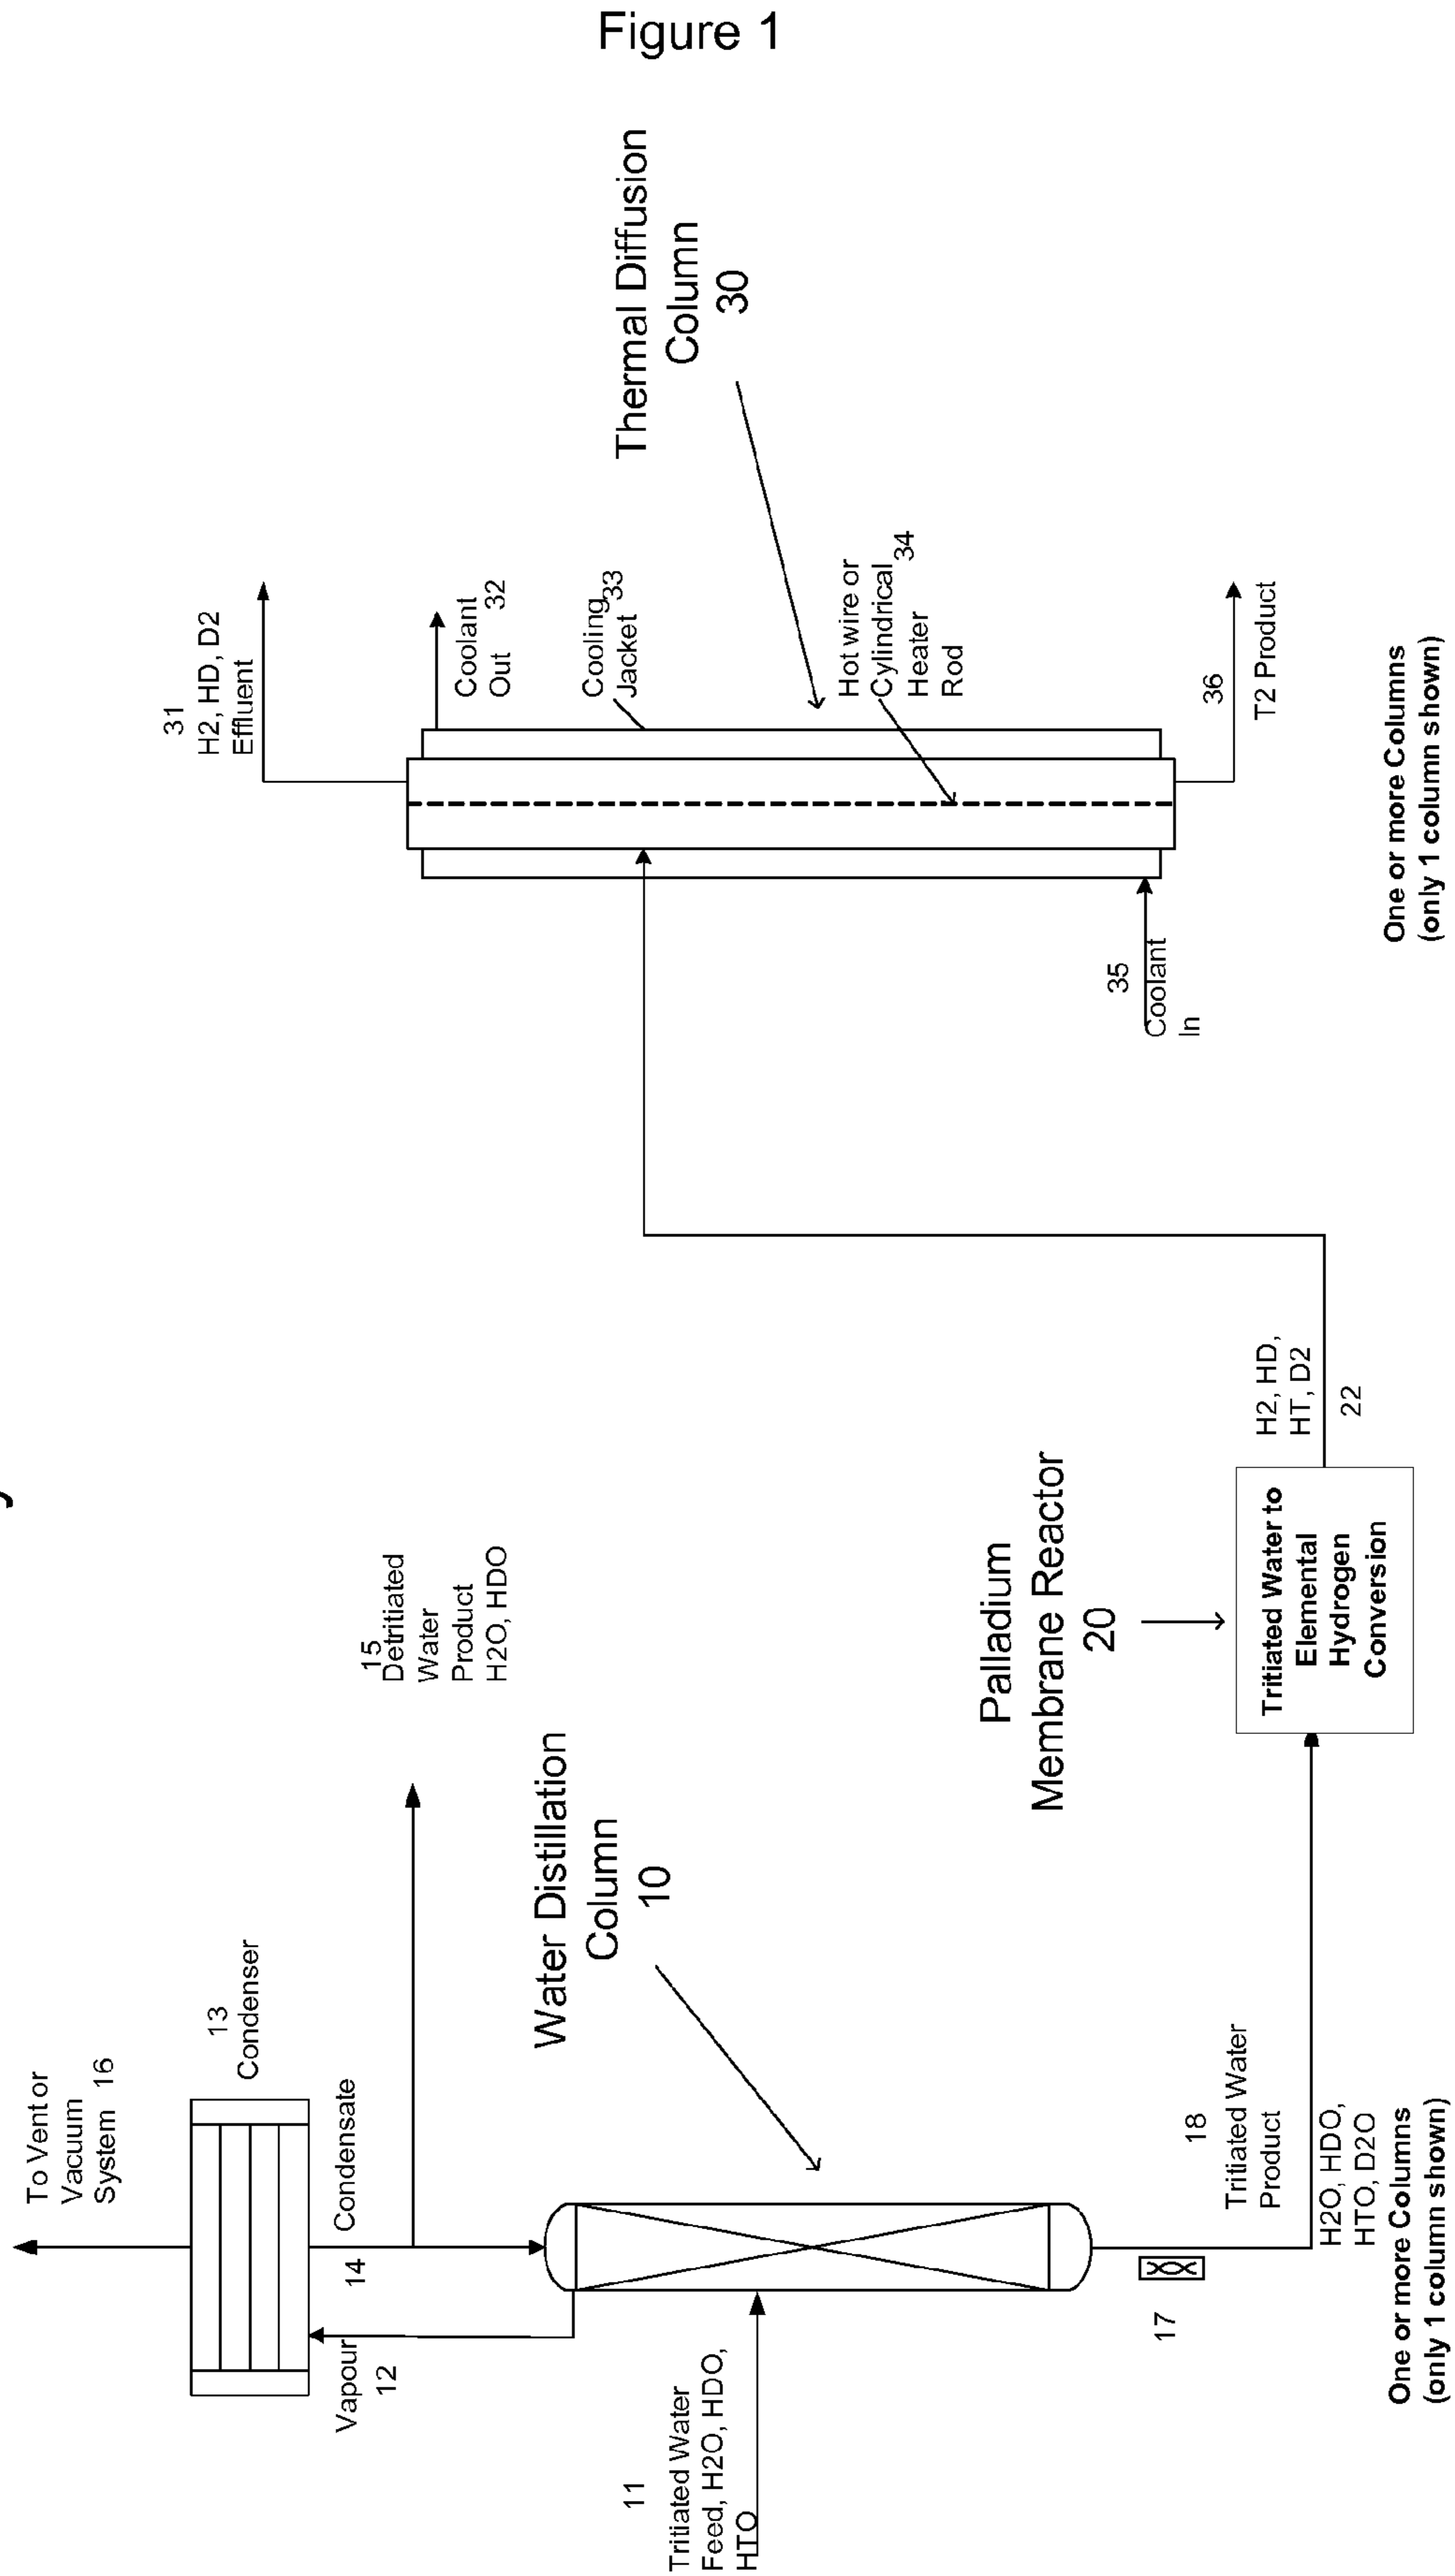 To Vent or
Vacuum
System 16
13
Condenser
Vapour
12
14
Condensate
15
Detritiated
Water
Product
H2O, HDO
Water Distillation
Column
10
11
Tritiated Water
Feed, H2O, HDO,
HTO
17
18
Tritiated Water
Product
H2O, HDO,
HTO, D2O
One or more Columns
(only 1 column shown)
Palladium
Membrane Reactor
20
Tritiated Water to
Elemental
Hydrogen
Conversion
H2, HD,
HT, D2
22
31
H2, HD, D2
Effluent
Coolant
Out 32
Cooling
Jacket 33
Hot wire or
Cylindrical 34
Heater
Rod
35
Coolant
In
36
T2 Product
Thermal Diffusion
Column
30
One or more Columns
(only 1 column shown)
Figure 1